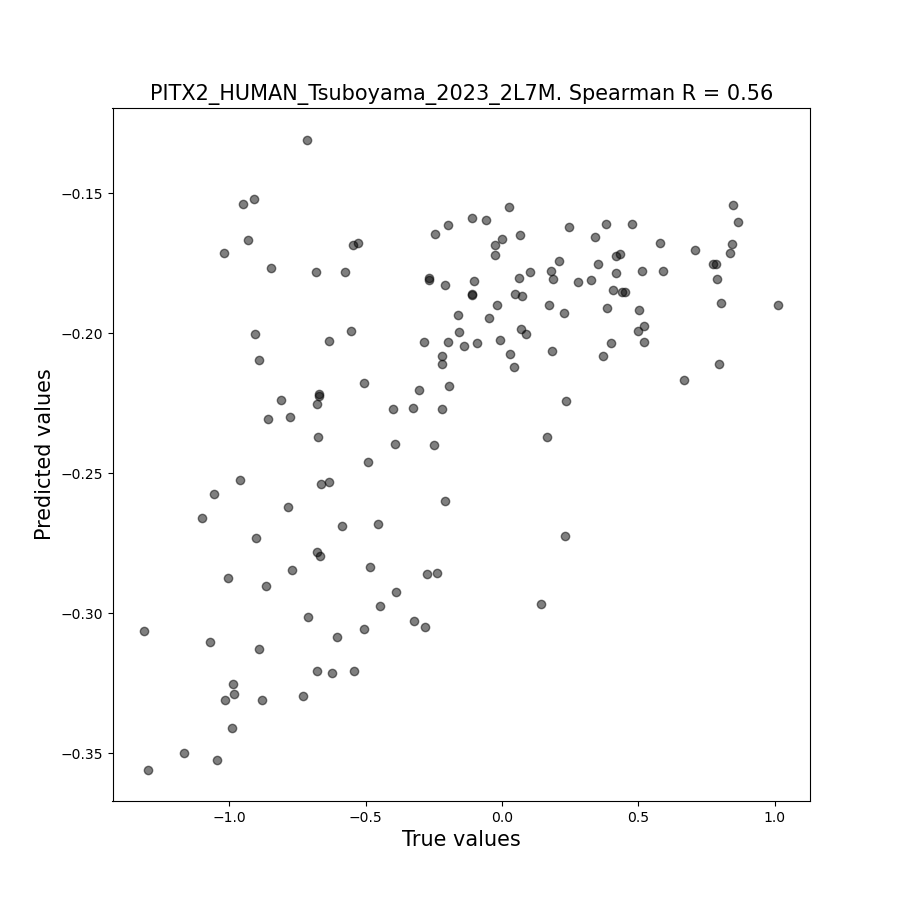 PITX2_HUMAN_Tsuboyama_2023_2L7M. Spearman R = 0.56
Predicted values
−0.15
−0.20
−0.25
−0.30
−0.35
−1.0 −0.5 0.0 0.5 1.0
True values